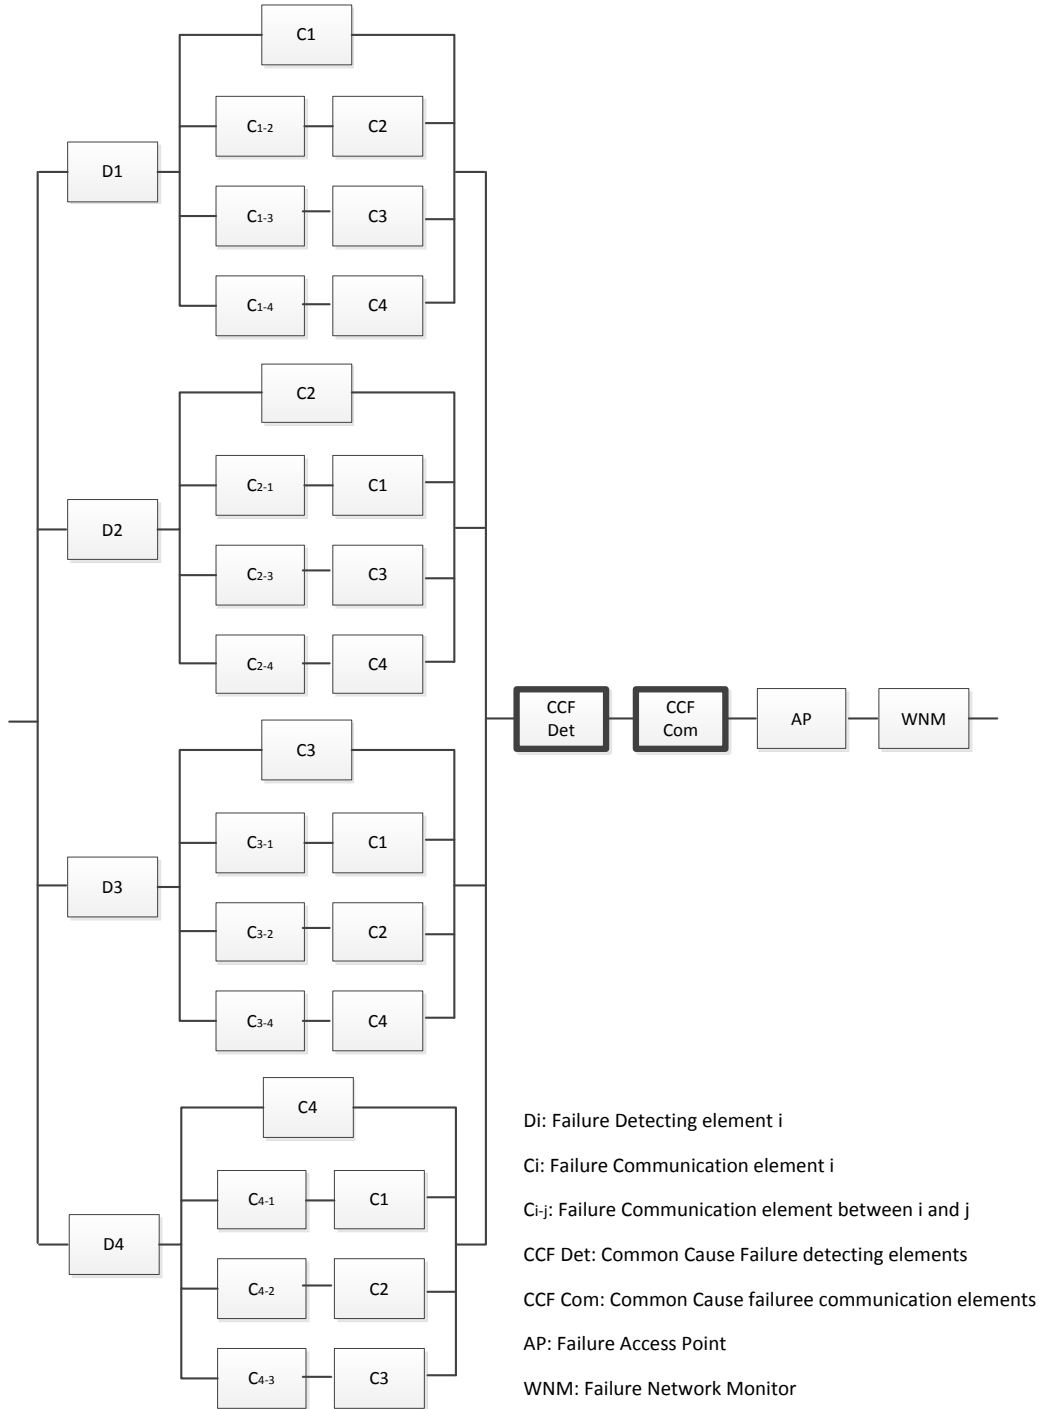 C1
C1-2
C2
D1
C1-3
C3
C1-4
C4
C2
C2-1
C1
D2
C2-3
C3
C2-4
C4
CCF
Det
CCF
Com
AP
WNM
C3
C3-1
C1
D3
C3-2
C2
C3-4
C4
C4
C4-1
C1
D4
C4-2
C2
C4-3
C3
Di: Failure Detecting element i
Ci: Failure Communication element i
Ci-j: Failure Communication element between i and j
CCF Det: Common Cause Failure detecting elements
CCF Com: Common Cause failuree communication elements
AP: Failure Access Point
WNM: Failure Network Monitor